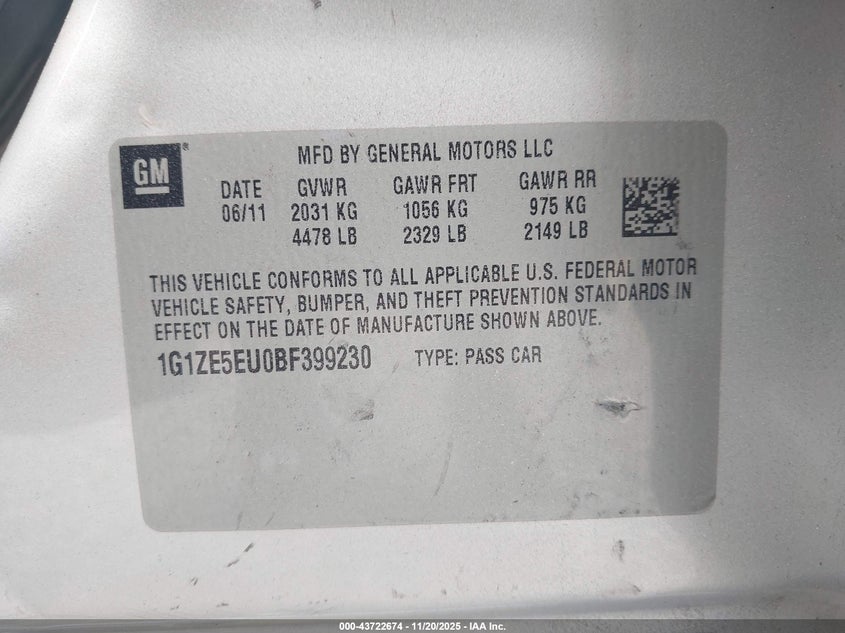 GM®
MFD BY GENERAL MOTORS LLC
DATE GVWR GAWR FRT GAWR RR
06/11 2031 KG 1056 KG 975 KG
4478 LB 2329 LB 2149 LB
THIS VEHICLE CONFORMS TO ALL APPLICABLE U.S. FEDERAL MOTOR
VEHICLE SAFETY, BUMPER, AND THEFT PREVENTION STANDARDS IN
EFFECT ON THE DATE OF MANUFACTURE SHOWN ABOVE.
1G1ZE5EU0BF399230 TYPE: PASS CAR
000-43722674 - 11/20/2025 - IAA Inc.